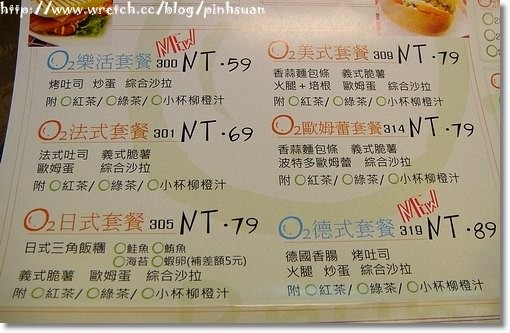 http://www.wretch.cc/blog/pinhsuan
O2樂活套餐 300 NT.59
NEW
烤吐司 炒蛋 綜合沙拉
附 ○紅茶/○綠茶/○小杯柳橙汁
O2法式套餐 301 NT.69
法式吐司 義式脆薯
歐姆蛋 綜合沙拉
附 ○紅茶/○綠茶/○小杯柳橙汁
O2日式套餐 305 NT.79
日式三角飯糰 ○鮭魚 ○鮪魚
○海苔 ○蝦卵(補差額5元)
義式脆薯 歐姆蛋 綜合沙拉
附 ○紅茶/○綠茶/○小杯柳橙汁
O2美式套餐 309 NT.79
香蒜麵包條 義式脆薯
火腿+培根 歐姆蛋 綜合沙拉
附 ○紅茶/○綠茶/○小杯柳橙汁
O2歐姆蕾套餐 314 NT.79
香蒜麵包條 義式脆薯
波特多歐姆蕾 綜合沙拉
附 ○紅茶/○綠茶/○小杯柳橙汁
NEW
O2德式套餐 319 NT.89
德國香腸 烤吐司
火腿 炒蛋 綜合沙拉
附 ○紅茶/○綠茶/○小杯柳橙汁